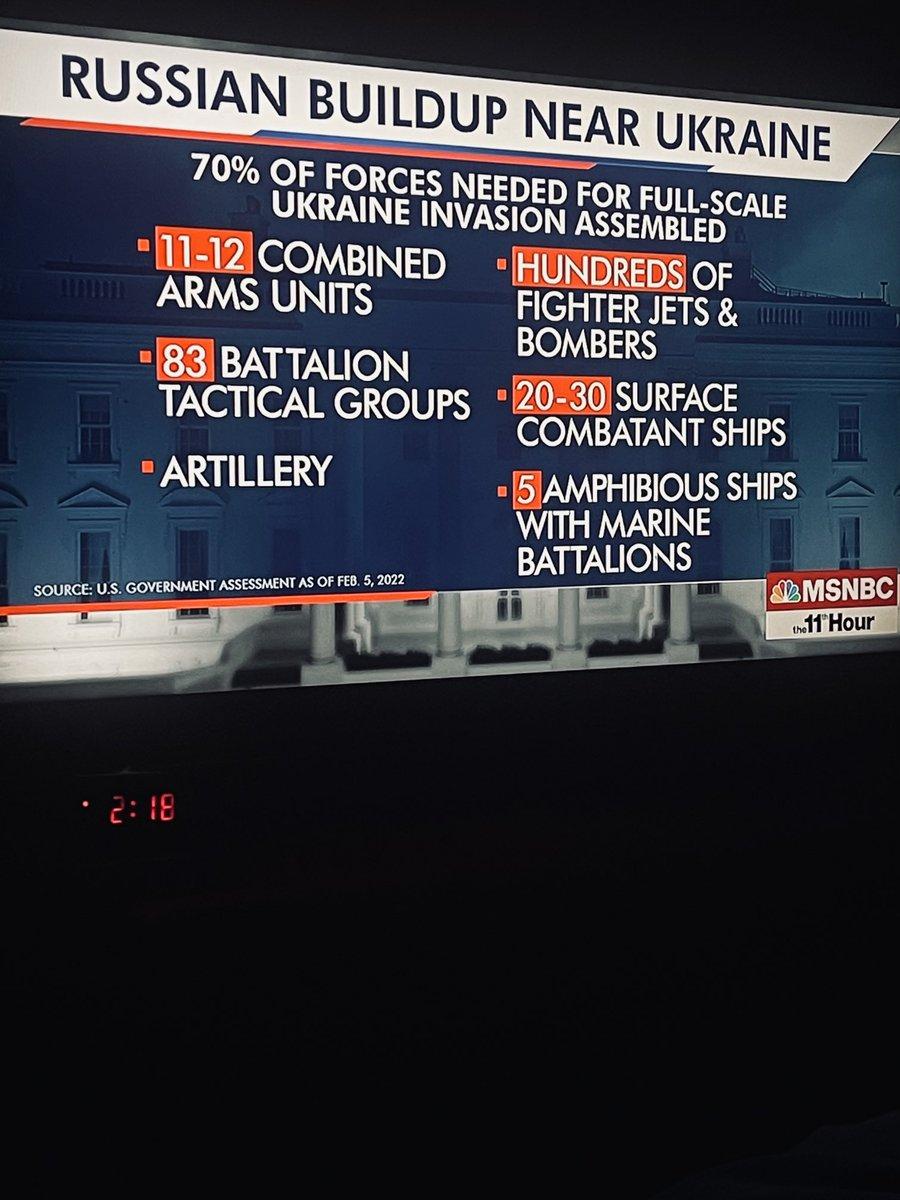 RUSSIAN BUILDUP NEAR UKRAINE
70% OF FORCES NEEDED FOR FULL-SCALE
UKRAINE INVASION ASSEMBLED
▪ 11-12 COMBINED
ARMS UNITS
▪ 83 BATTALION
TACTICAL GROUPS
▪ ARTILLERY
▪ HUNDREDS OF
FIGHTER JETS &
BOMBERS
▪ 20-30 SURFACE
COMBATANT SHIPS
▪ 5 AMPHIBIOUS SHIPS
WITH MARINE
BATTALIONS
SOURCE: U.S. GOVERNMENT ASSESSMENT AS OF FEB. 5, 2022
MSNBC
the 11th Hour
2:18